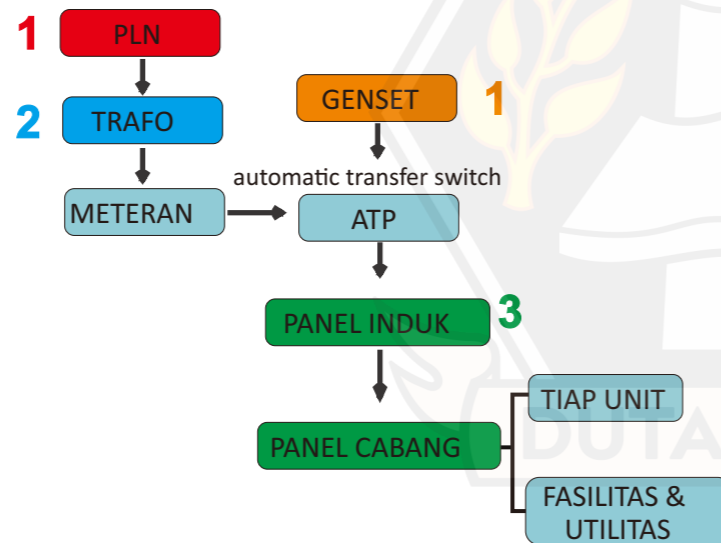 1
PLN
2
TRAFO
GENSET
1
automatic transfer switch
METERAN
ATP
PANEL INDUK
3
PANEL CABANG
TIAP UNIT
FASILITAS &
UTILITAS
DUTA